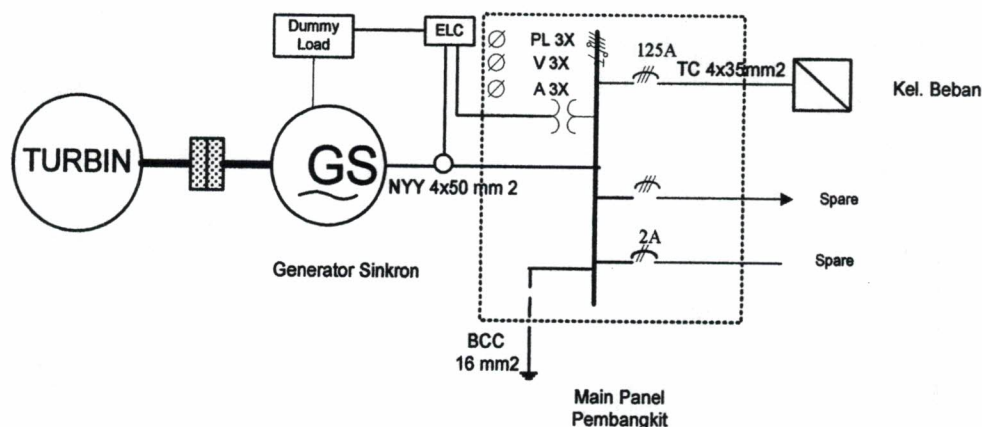 Dummy
Load
ELC
PL 3X
V 3X
A 3X
125A
TC 4x35mm2
Kel. Beban
TURBIN
GS
NYY 4x50 mm 2
Spare
2A
Spare
Generator Sinkron
BCC
16 mm2
Main Panel
Pembangkit